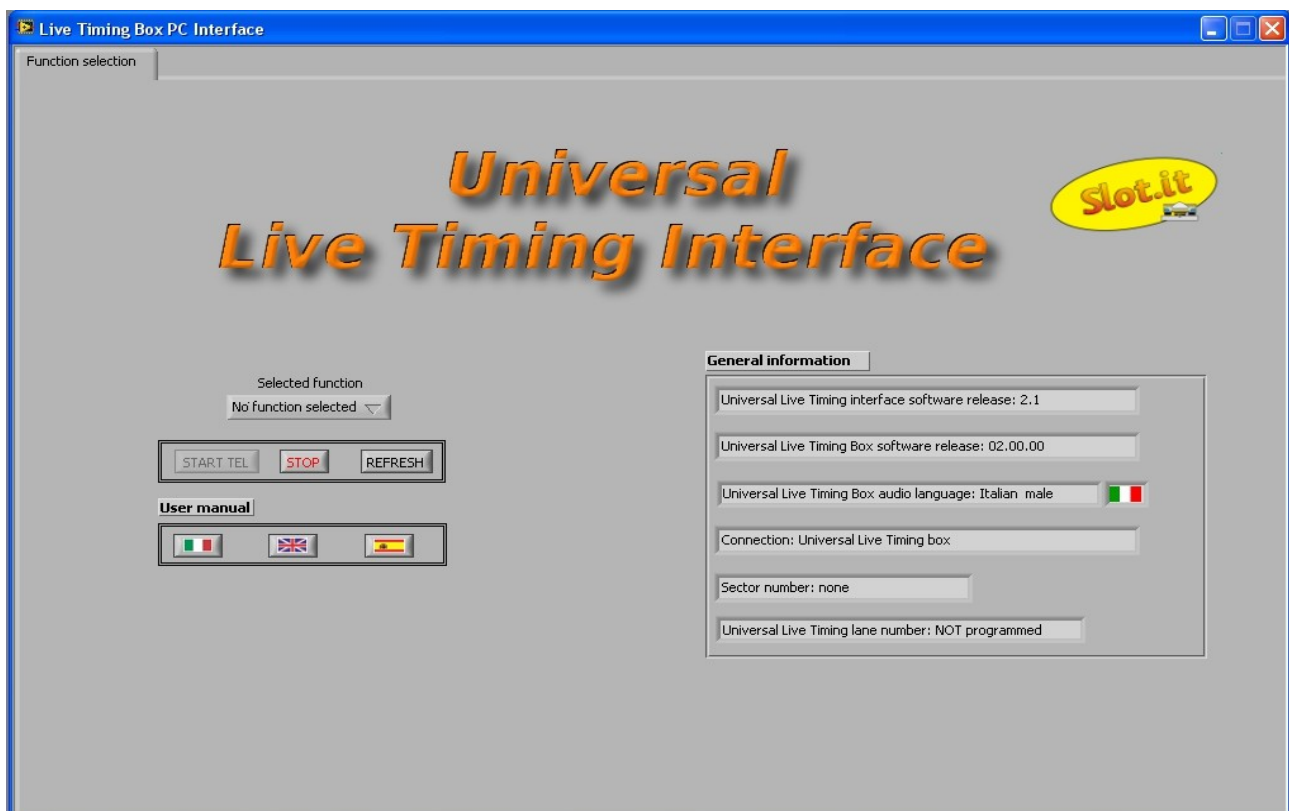 Live Timing Box PC Interface
Function selection
Universal
Live Timing Interface
Slot.it
Selected function
No function selected
START TEL
STOP
REFRESH
User manual
General information
Universal Live Timing interface software release: 2.1
Universal Live Timing Box software release: 02.00.00
Universal Live Timing Box audio language: Italian  male
Connection: Universal Live Timing box
Sector number: none
Universal Live Timing lane number: NOT programmed